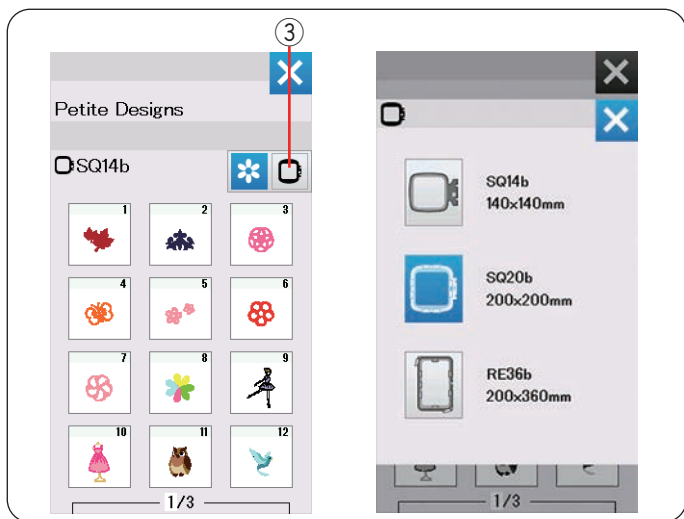 ③
Petite Designs
SQ14b
1 2 3
4 5 6
7 8 9
10 11 12
1/3
SQ14b
140x140mm
SQ20b
200x200mm
RE36b
200x360mm
1/3